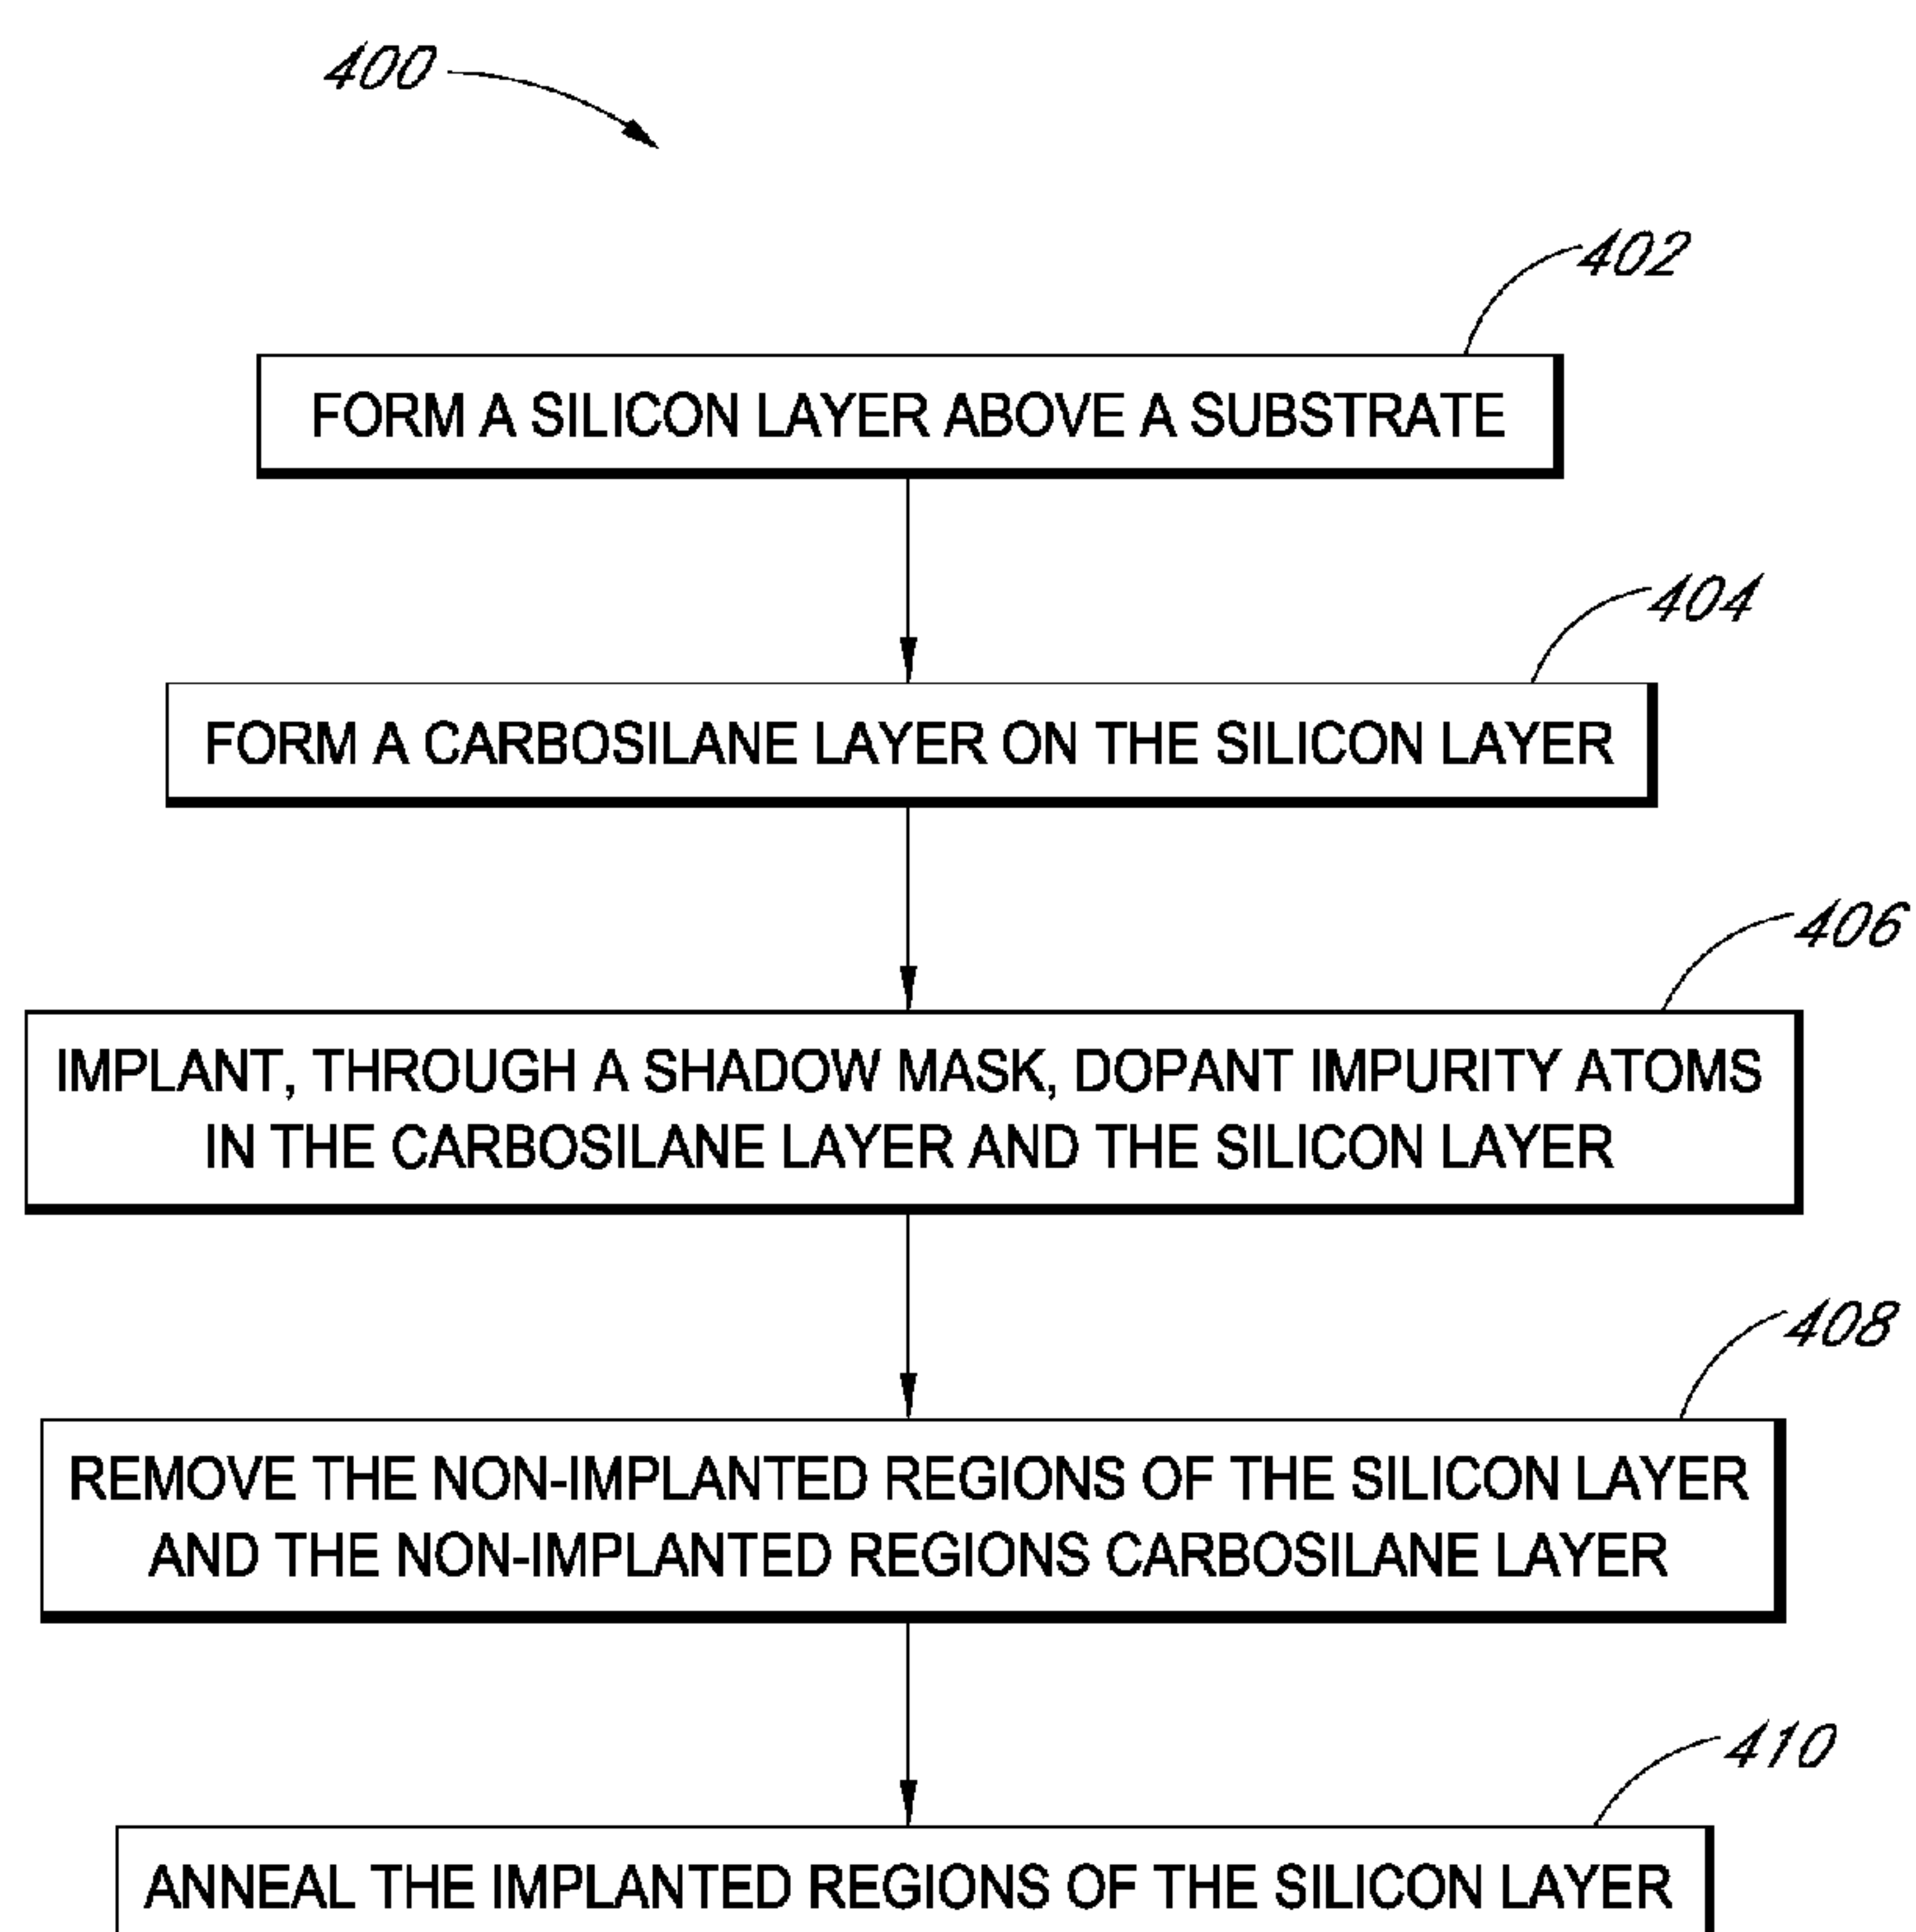 400
402
FORM A SILICON LAYER ABOVE A SUBSTRATE
404
FORM A CARBOSILANE LAYER ON THE SILICON LAYER
406
IMPLANT, THROUGH A SHADOW MASK, DOPANT IMPURITY ATOMS
IN THE CARBOSILANE LAYER AND THE SILICON LAYER
408
REMOVE THE NON-IMPLANTED REGIONS OF THE SILICON LAYER
AND THE NON-IMPLANTED REGIONS CARBOSILANE LAYER
410
ANNEAL THE IMPLANTED REGIONS OF THE SILICON LAYER